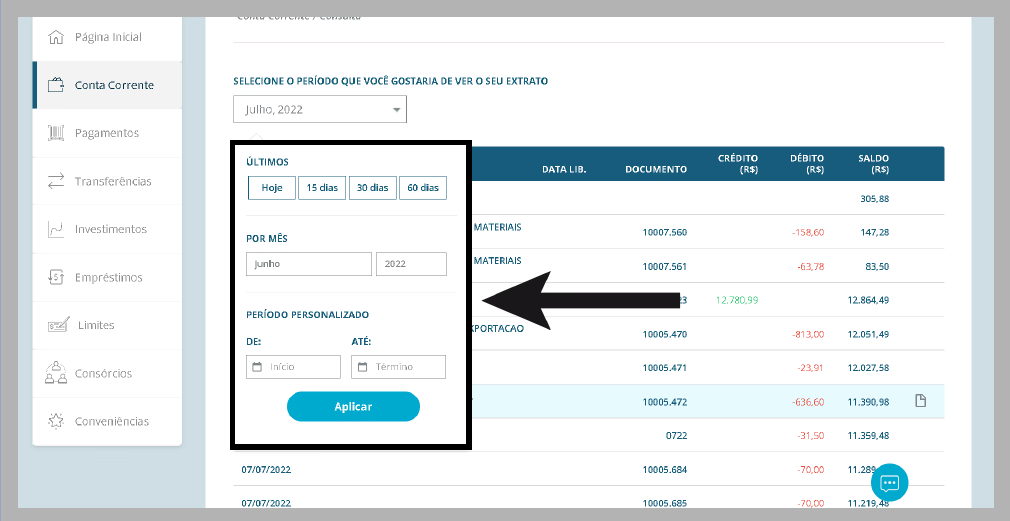 Conta Corrente / Consulta
Página Inicial
Conta Corrente
Pagamentos
Transferências
Investimentos
Empréstimos
Limites
Consórcios
Conveniências
SELECIONE O PERÍODO QUE VOCÊ GOSTARIA DE VER O SEU EXTRATO
Julho, 2022
ÚLTIMOS
Hoje 15 dias 30 dias 60 dias
POR MÊS
Junho 2022
PERÍODO PERSONALIZADO
DE: ATÉ:
Início Término
Aplicar
DATA LIB. DOCUMENTO CRÉDITO (R$) DÉBITO (R$) SALDO (R$)
305,88
MATERIAIS 10007.560 -158,60 147,28
MATERIAIS 10007.561 -63,78 83,50
23 12.780,99 12.864,49
XPORTACAO 10005.470 -813,00 12.051,49
10005.471 -23,91 12.027,58
10005.472 -636,60 11.390,98
0722 -31,50 11.359,48
07/07/2022 10005.684 -70,00 11.289
07/07/2022 10005.685 -70,00 11.219,48